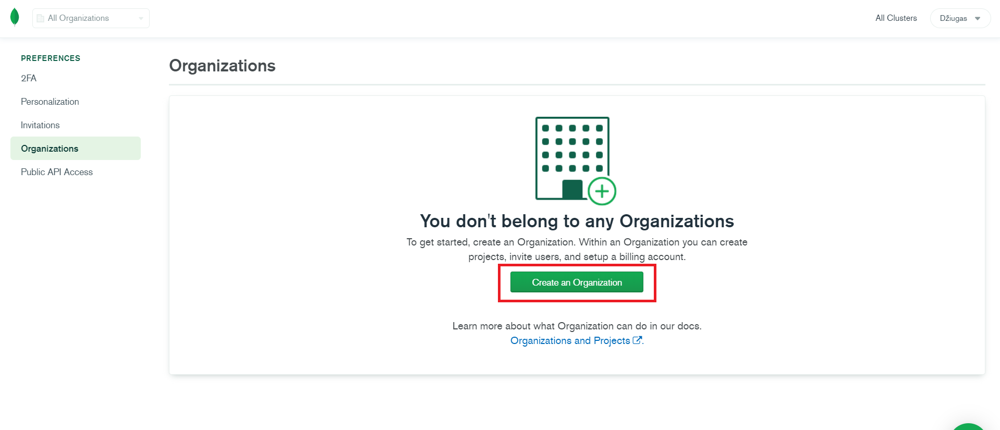 All Organizations
All Clusters
Džiugas
PREFERENCES
2FA
Personalization
Invitations
Organizations
Public API Access
Organizations
You don't belong to any Organizations
To get started, create an Organization. Within an Organization you can create
projects, invite users, and setup a billing account.
Create an Organization
Learn more about what Organization can do in our docs.
Organizations and Projects.